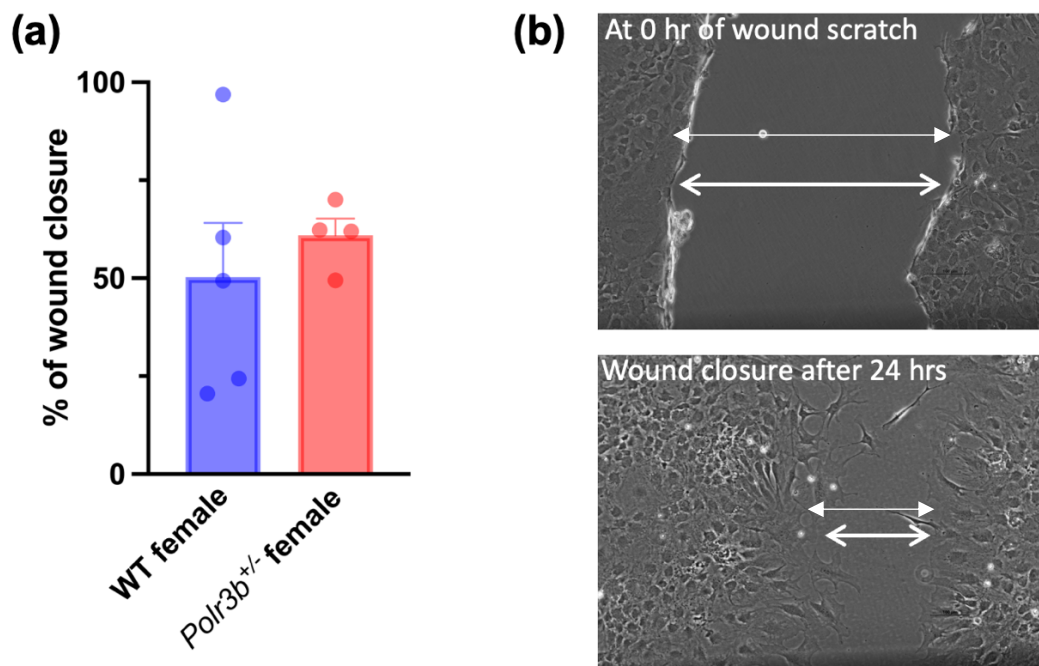 (a)
100
50
0
% of wound closure
WT female
Polr3b+/- female
(b)
At 0 hr of wound scratch
Wound closure after 24 hrs